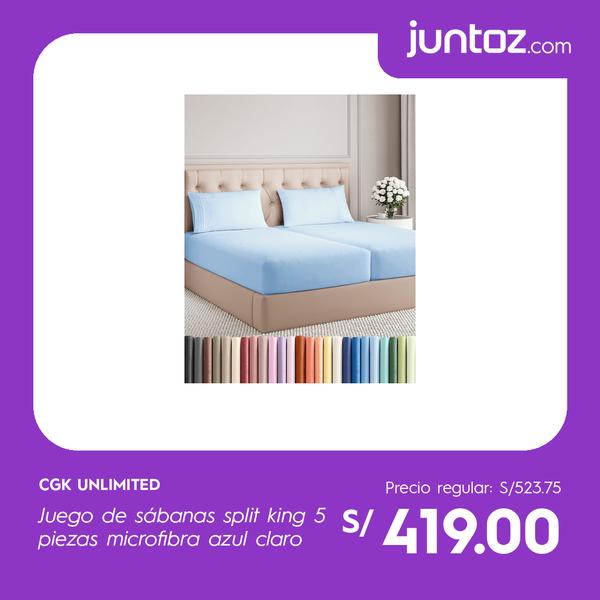 juntoz.com
CGK UNLIMITED
Juego de sábanas split king 5
piezas microfibra azul claro
Precio regular: S/523.75
S/ 419.00